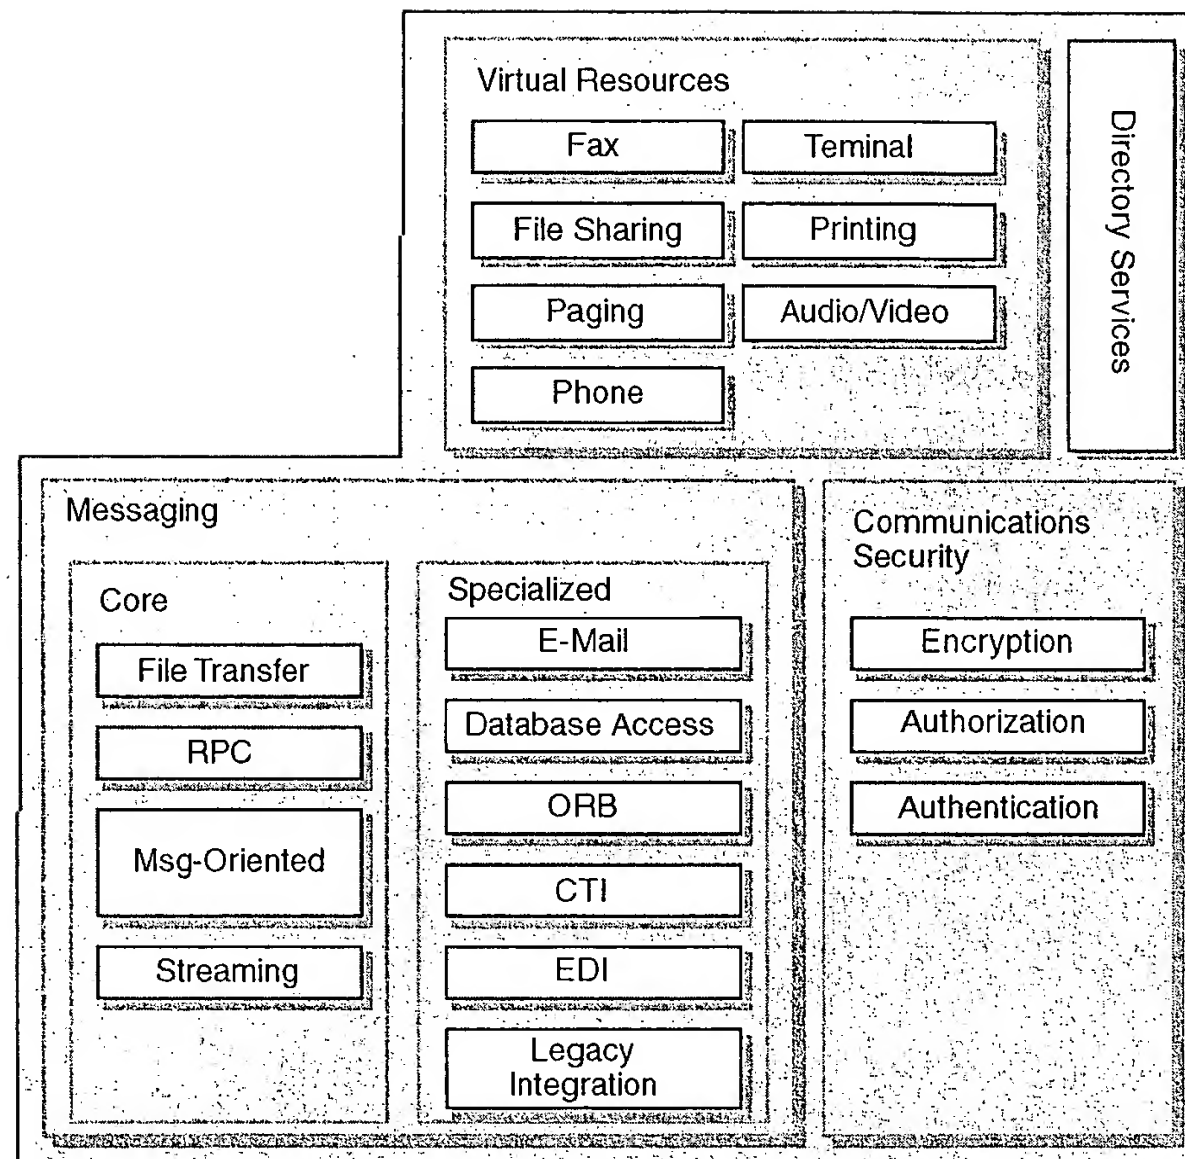 Virtual Resources
Fax
Teminal
File Sharing
Printing
Paging
Audio/Video
Phone
Directory Services
Messaging
Core
File Transfer
RPC
Msg-Oriented
Streaming
Specialized
E-Mail
Database Access
ORB
CTI
EDI
Legacy
Integration
Communications
Security
Encryption
Authorization
Authentication